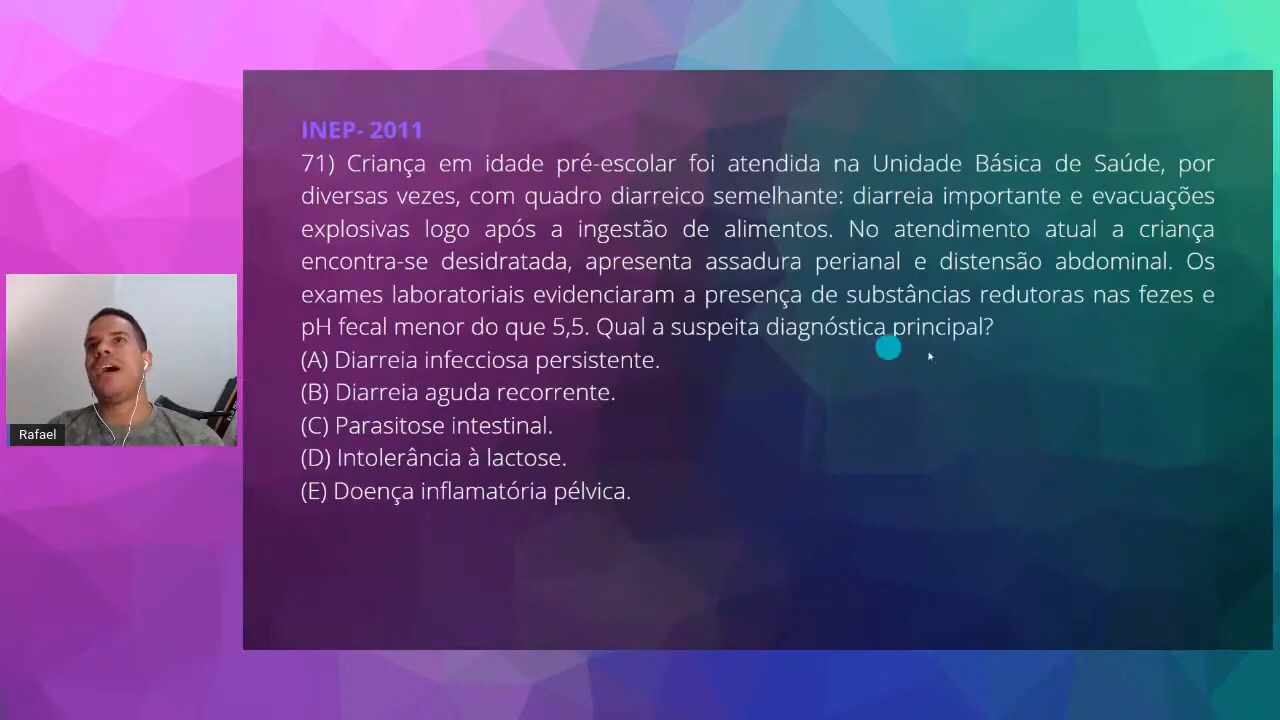 INEP- 2011
71) Criança em idade pré-escolar foi atendida na Unidade Básica de Saúde, por
diversas vezes, com quadro diarreico semelhante: diarreia importante e evacuações
explosivas logo após a ingestão de alimentos. No atendimento atual a criança
encontra-se desidratada, apresenta assadura perianal e distensão abdominal. Os
exames laboratoriais evidenciaram a presença de substâncias redutoras nas fezes e
pH fecal menor do que 5,5. Qual a suspeita diagnóstica principal?
(A) Diarreia infecciosa persistente.
(B) Diarreia aguda recorrente.
(C) Parasitose intestinal.
(D) Intolerância à lactose.
(E) Doença inflamatória pélvica.
Rafael